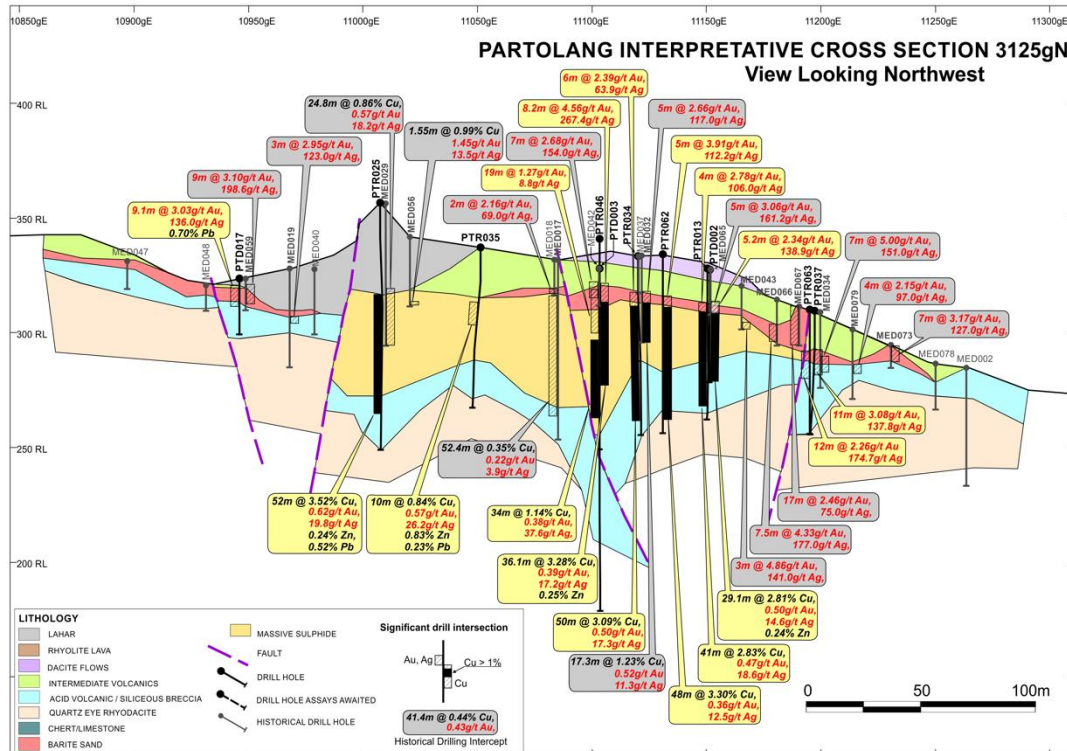 10850gE 10900gE 10950gE 11000gE 11050gE 11100gE 11150gE 11200gE 11250gE 11300gE
PARTOLANG INTERPRETATIVE CROSS SECTION 3125gN
View Looking Northwest
400 RL
350 RL
300 RL
250 RL
200 RL
9.1m @ 3.03g/t Au,
136.0g/t Ag
0.70% Pb
9m @ 3.10g/t Au,
198.6g/t Ag,
3m @ 2.95g/t Au,
123.0g/t Ag,
24.8m @ 0.86% Cu,
0.57g/t Au
18.2g/t Ag,
1.55m @ 0.99% Cu
1.45g/t Au
13.5g/t Ag,
2m @ 2.16g/t Au,
69.0g/t Ag,
19m @ 1.27g/t Au,
8.8g/t Ag,
7m @ 2.68g/t Au,
154.0g/t Ag,
8.2m @ 4.56g/t Au,
267.4g/t Ag
6m @ 2.39g/t Au,
63.9g/t Ag
5m @ 2.66g/t Au,
117.0g/t Ag,
5m @ 3.91g/t Au,
112.2g/t Ag
4m @ 2.78g/t Au,
106.0g/t Ag
5m @ 3.06g/t Au,
161.2g/t Ag,
5.2m @ 2.34g/t Au,
138.9g/t Ag,
7m @ 5.00g/t Au,
151.0g/t Ag,
4m @ 2.15g/t Au,
97.0g/t Ag,
7m @ 3.17g/t Au,
127.0g/t Ag,
MED047
MED048
PTD017
MED059
MED019
MED040
PTR025
MED029
MED056
PTR035
MED018
MED017
MED042
PTR046
PTD003
PTR034
MED037
MED032
PTR062
PTR013
PTD002
MED065
MED043
MED066
MED067
PTR063
PTR037
MED034
MED079
MED073
MED078
MED002
52m @ 3.52% Cu,
0.62g/t Au,
19.8g/t Ag
0.24% Zn,
0.52% Pb
10m @ 0.84% Cu,
0.57g/t Au,
26.2g/t Ag
0.83% Zn
0.23% Pb
52.4m @ 0.35% Cu,
0.22g/t Au
3.9g/t Ag,
34m @ 1.14% Cu,
0.38g/t Au,
37.6g/t Ag,
36.1m @ 3.28% Cu,
0.39g/t Au,
17.2g/t Ag
0.25% Zn
50m @ 3.09% Cu,
0.50g/t Au,
17.3g/t Ag
17.3m @ 1.23% Cu,
0.52g/t Au
11.3g/t Ag,
48m @ 3.30% Cu,
0.36g/t Au,
12.5g/t Ag
41m @ 2.83% Cu,
0.47g/t Au,
18.6g/t Ag
29.1m @ 2.81% Cu,
0.50g/t Au,
14.6g/t Ag
0.24% Zn
3m @ 4.86g/t Au,
141.0g/t Ag,
7.5m @ 4.33g/t Au,
177.0g/t Ag,
17m @ 2.46g/t Au,
75.0g/t Ag,
12m @ 2.26g/t Au
174.7g/t Ag
11m @ 3.08g/t Au,
137.8g/t Ag
LITHOLOGY
LAHAR
RHYOLITE LAVA
DACITE FLOWS
INTERMEDIATE VOLCANICS
ACID VOLCANIC / SILICEOUS BRECCIA
QUARTZ EYE RHYODACITE
CHERT/LIMESTONE
BARITE SAND
MASSIVE SULPHIDE
FAULT
DRILL HOLE
DRILL HOLE ASSAYS AWAITED
HISTORICAL DRILL HOLE
Significant drill intersection
Au, Ag
Cu > 1%
Cu
41.4m @ 0.44% Cu,
0.43g/t Au,
Historical Drilling Intercept
0 50 100m